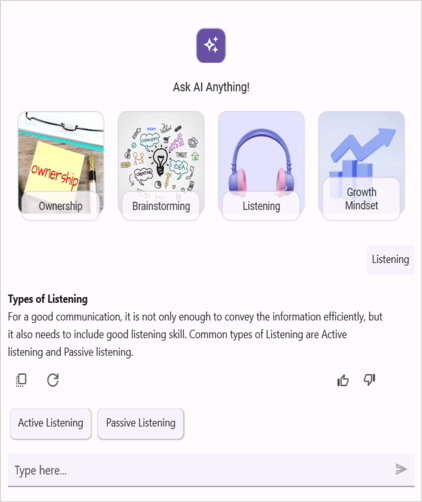 Ask AI Anything!
ownership
Ownership
Brainstorming
Listening
Growth
Mindset
Listening
Types of Listening
For a good communication, it is not only enough to convey the information efficiently, but
it also needs to include good listening skill. Common types of Listening are Active
listening and Passive listening.
Active Listening
Passive Listening
Type here...